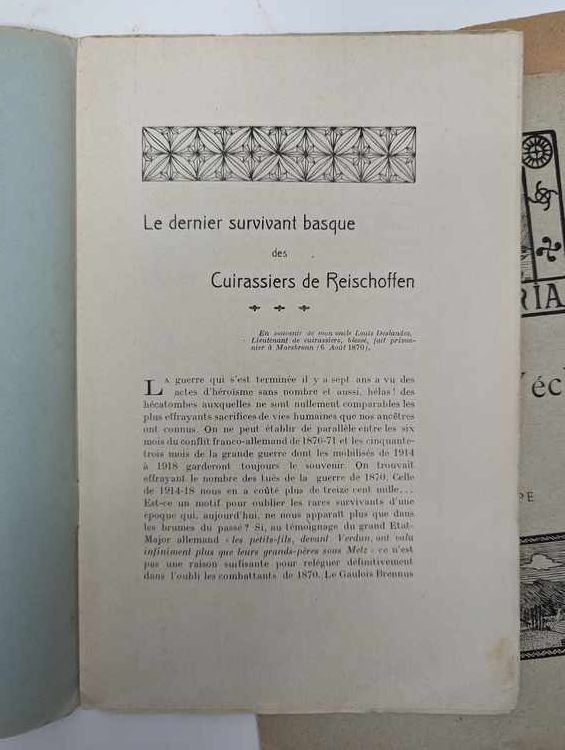 Le dernier survivant basque
des
Cuirassiers de Reischoffen
En souvenir de mon oncle Louis Deslandes,
Lieutenant de cuirassiers, blessé, fait prison-
nier à Morsbronn (6 Août 1870).
LA guerre qui s'est terminée il y a sept ans a vu des
actes d'héroïsme sans nombre et aussi, hélas! des
hécatombes auxquelles ne sont nullement comparables les
plus effrayants sacrifices de vies humaines que nos ancêtres
ont connus. On ne peut établir de parallèle entre les six
mois du conflit franco-allemand de 1870-71 et les cinquante-
trois mois de la grande guerre dont les mobilisés de 1914
à 1918 garderont toujours le souvenir. On trouvait
effrayant le nombre des tués de la guerre de 1870. Celle
de 1914-18 nous en a coûté plus de treize cent mille...
Est-ce un motif pour oublier les rares survivants d'une
époque qui, aujourd'hui, ne nous apparaît plus que dans
les brumes du passé? Si, au témoignage du grand Etat-
Major allemand «les petits-fils, devant Verdun, ont valu
infiniment plus que leurs grands-pères sous Metz» ce n'est
pas une raison suffisante pour reléguer définitivement
dans l'oubli les combattants de 1870. Le Gaulois Brennus
RIA
éc
PE